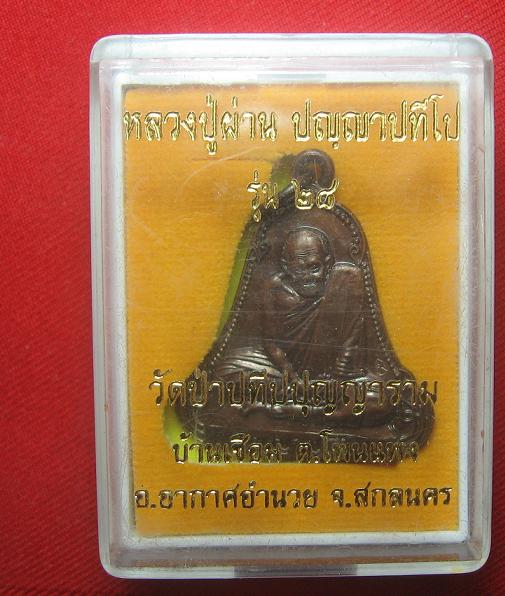 หลวงปู่ผ่าน ปญฺญาปทีโป
รุ่น ๒๘
วัดป่าปทีปปุญญาราม
บ้านเซือม ต.โพนแพง
อ.อากาศอำนวย จ.สกลนคร